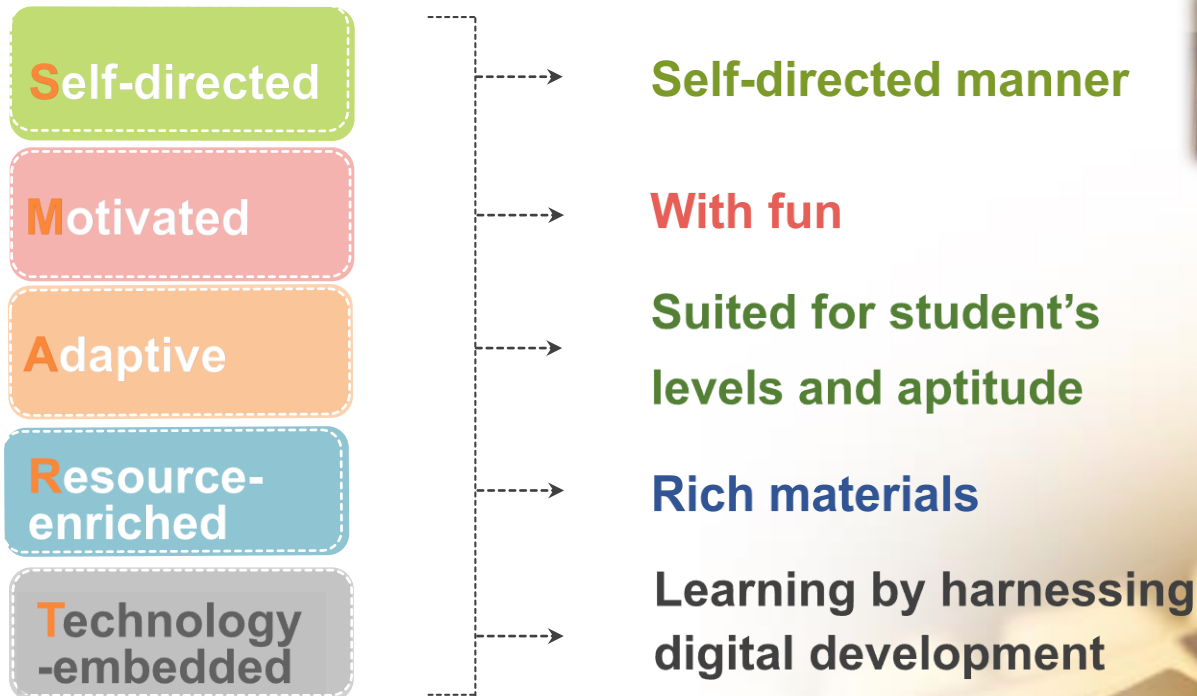 Self-directed
Self-directed manner
Motivated
With fun
Adaptive
Suited for student’s
levels and aptitude
Resource-
enriched
Rich materials
Technology
-embedded
Learning by harnessing
digital development